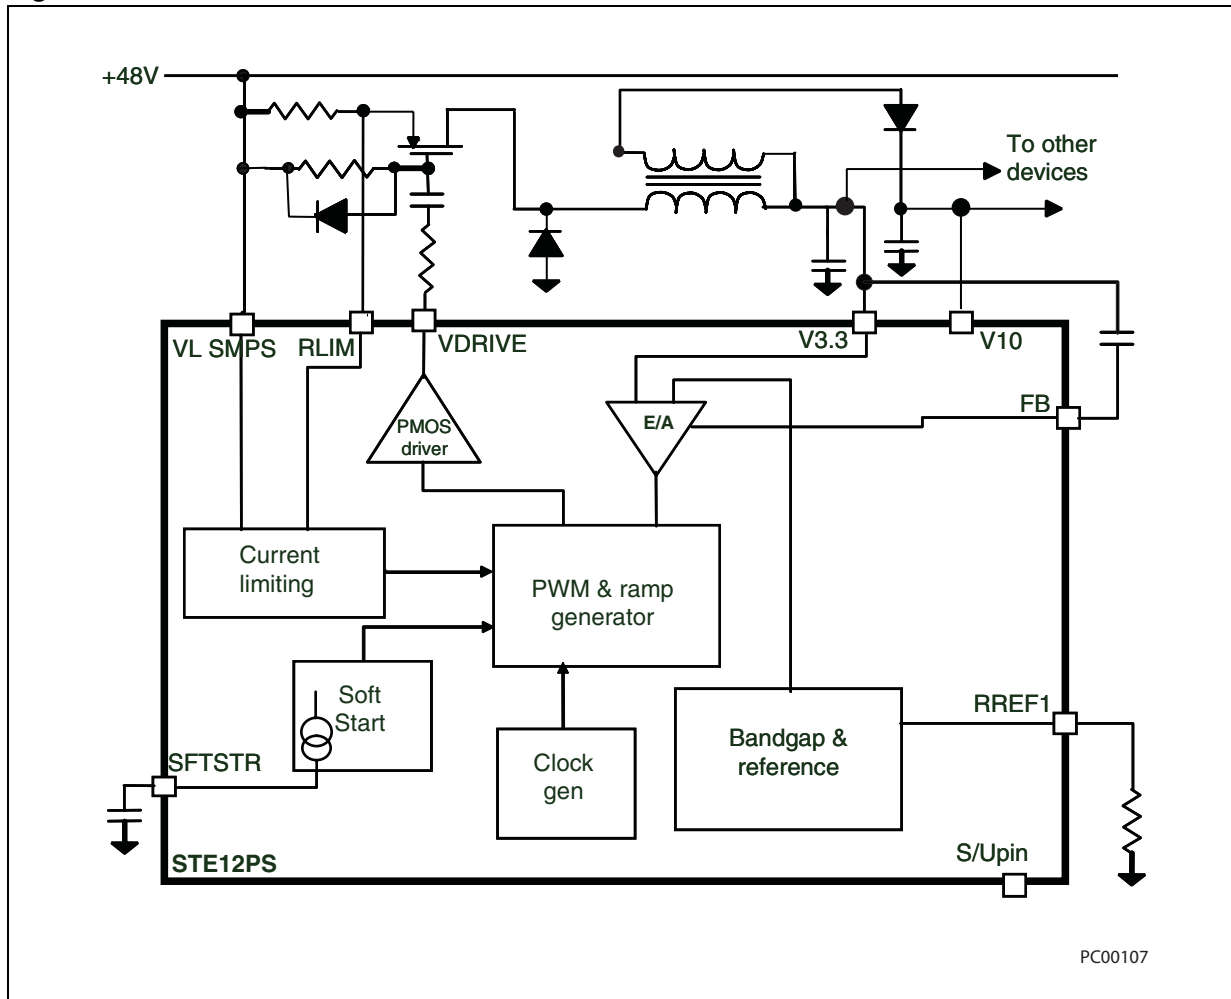 +48V
To other
devices
VL SMPS
RLIM
VDRIVE
V3.3
V10
FB
PMOS
driver
E/A
Current
limiting
PWM & ramp
generator
Soft
Start
RREF1
Bandgap &
reference
Clock
gen
SFTSTR
STE12PS
S/Upin
PC00107